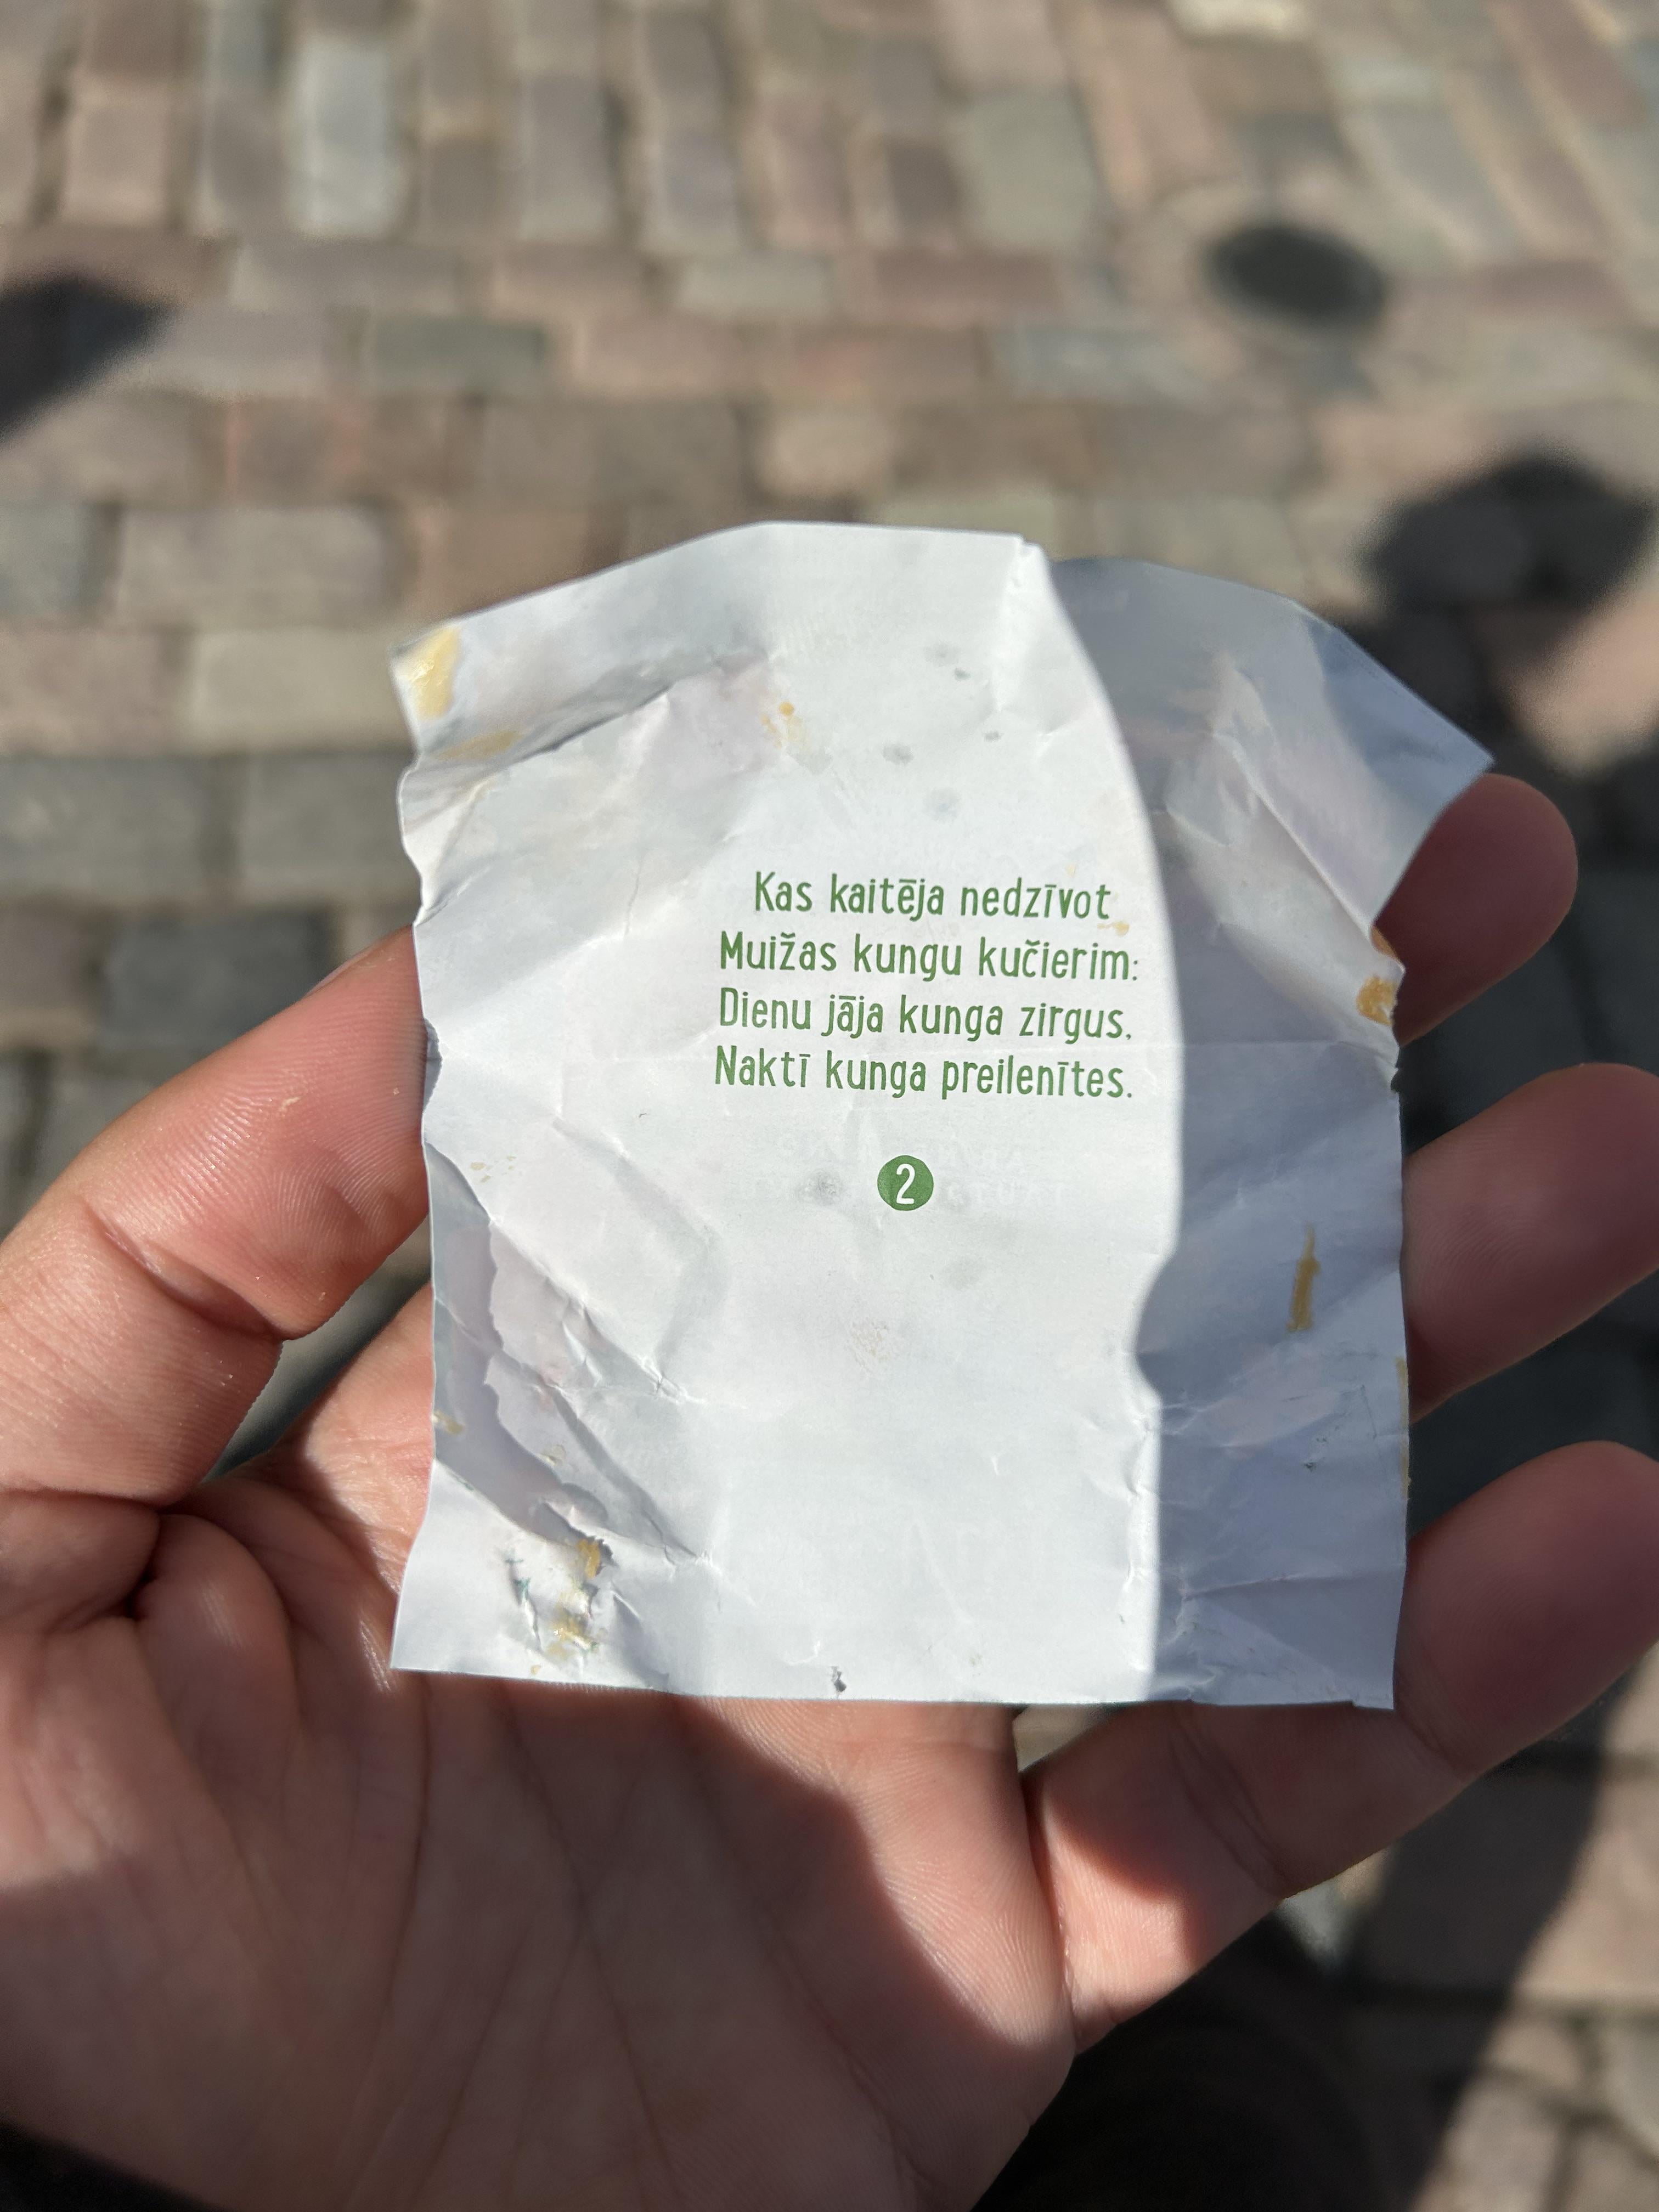 Kas kaitēja nedzīvot
Muižas kungu kučierim:
Dienu jāja kunga zirgus,
Naktī kunga preilenītes.
2